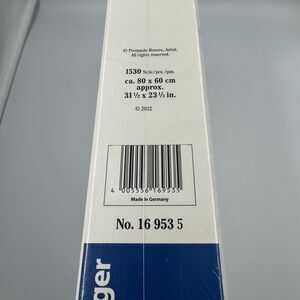 © Pierpaolo Rovero, Artist.
All rights reserved.
1530 Teile/pcs./pzs.
ca. 80 x 60 cm
approx.
31 ½ x 23 ½ in.
© 2022
4 005556 169535
Made in Germany
No. 16 953 5
ger